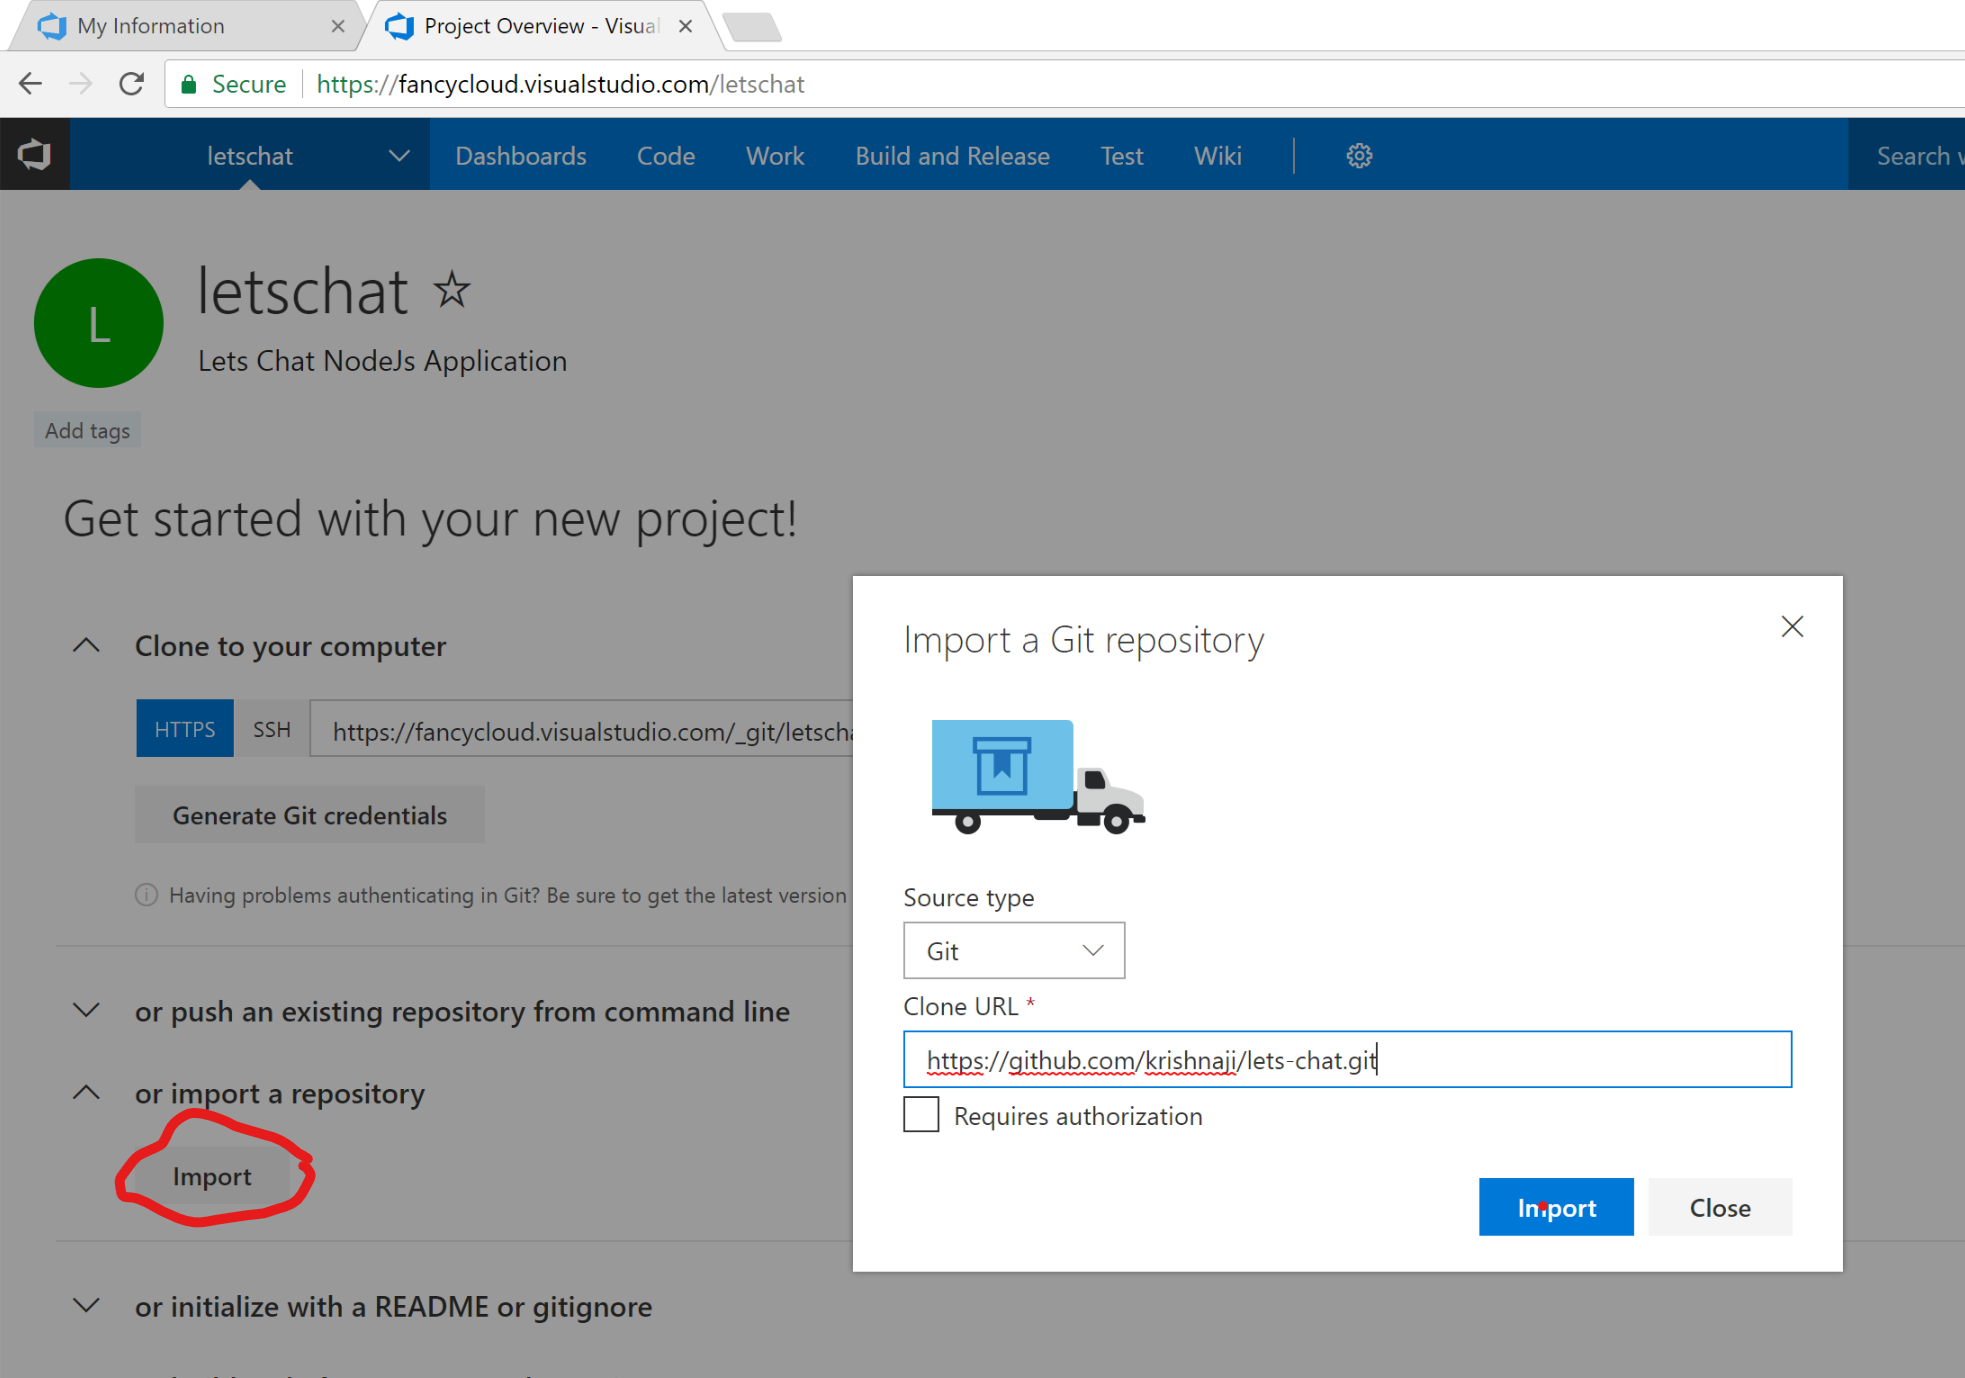 My Information
Project Overview - Visual
Secure
https://fancycloud.visualstudio.com/letschat
letschat
Dashboards
Code
Work
Build and Release
Test
Wiki
Search
L
letschat
Lets Chat NodeJs Application
Add tags
Get started with your new project!
Clone to your computer
HTTPS
SSH
https://fancycloud.visualstudio.com/_git/letscha
Generate Git credentials
Having problems authenticating in Git? Be sure to get the latest version
or push an existing repository from command line
or import a repository
Import
or initialize with a README or gitignore
Import a Git repository
Source type
Git
Clone URL *
https://github.com/krishnaji/lets-chat.git
Requires authorization
Import
Close